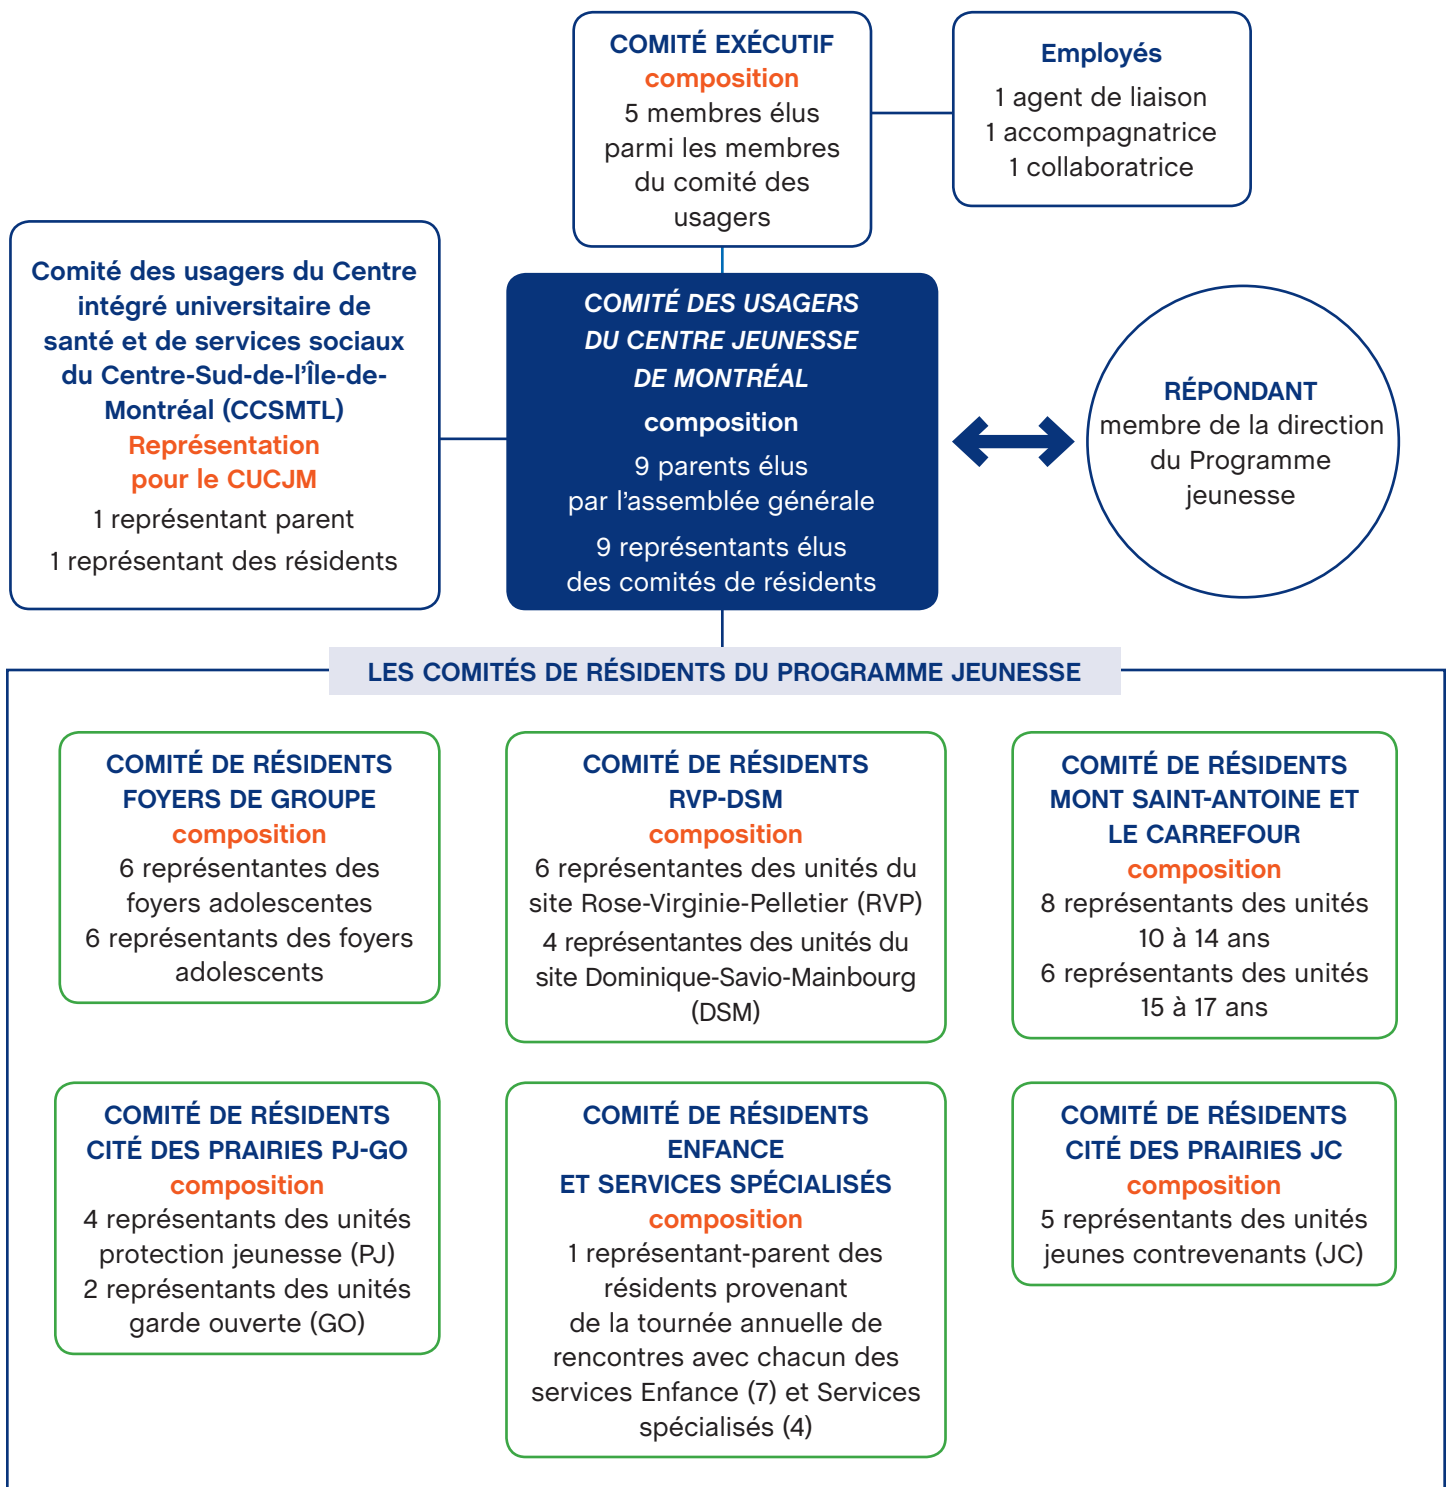 COMITÉ EXÉCUTIF
composition
5 membres élus
parmi les membres
du comité des
usagers
Employés
1 agent de liaison
1 accompagnatrice
1 collaboratrice
Comité des usagers du Centre
intégré universitaire de
santé et de services sociaux
du Centre-Sud-de-l'Île-de-
Montréal (CCSMTL)
Représentation
pour le CUCJM
1 représentant parent
1 représentant des résidents
COMITÉ DES USAGERS
DU CENTRE JEUNESSE
DE MONTRÉAL
composition
9 parents élus
par l'assemblée générale
9 représentants élus
des comités de résidents
RÉPONDANT
membre de la direction
du Programme
jeunesse
LES COMITÉS DE RÉSIDENTS DU PROGRAMME JEUNESSE
COMITÉ DE RÉSIDENTS
FOYERS DE GROUPE
composition
6 représentantes des
foyers adolescentes
6 représentants des foyers
adolescents
COMITÉ DE RÉSIDENTS
RVP-DSM
composition
6 représentantes des unités du
site Rose-Virginie-Pelletier (RVP)
4 représentantes des unités du
site Dominique-Savio-Mainbourg
(DSM)
COMITÉ DE RÉSIDENTS
MONT SAINT-ANTOINE ET
LE CARREFOUR
composition
8 représentants des unités
10 à 14 ans
6 représentants des unités
15 à 17 ans
COMITÉ DE RÉSIDENTS
CITÉ DES PRAIRIES PJ-GO
composition
4 représentants des unités
protection jeunesse (PJ)
2 représentants des unités
garde ouverte (GO)
COMITÉ DE RÉSIDENTS
ENFANCE
ET SERVICES SPÉCIALISÉS
composition
1 représentant-parent des
résidents provenant
de la tournée annuelle de
rencontres avec chacun des
services Enfance (7) et Services
spécialisés (4)
COMITÉ DE RÉSIDENTS
CITÉ DES PRAIRIES JC
composition
5 représentants des unités
jeunes contrevenants (JC)